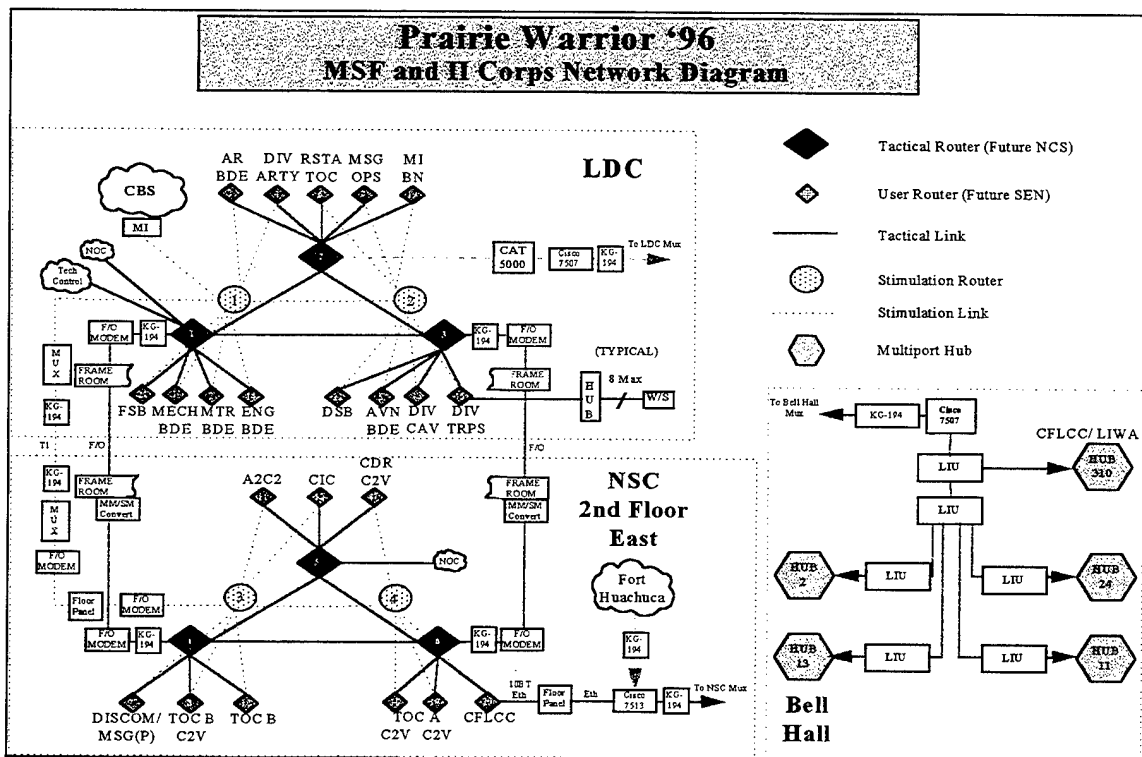 Prairie Warrior ‘96
MSF and II Corps Network Diagram
LDC
AR BDE
DIV ARTY
RSTA TOC
MSG OPS
MI BN
CBS
MI
NOC
Tech Control
1
2
CAT 5000
Cisco 7507
KG-194
To LDC Mux
F/O MODEM
KG-194
3
KG-194
F/O MODEM
MUX
FRAME ROOM
KG-194
FSB
MECH BDE
MTR BDE
ENG BDE
DSB
AVN BDE
DIV CAV
DIV TRPS
FRAME ROOM
(TYPICAL)
HUB
8 Max
W/S
T1
F/O
F/O
NSC
2nd Floor
East
KG-194
MUX
F/O MODEM
FRAME ROOM
MM/SM Convert
A2C2
CIC
CDR C2V
FRAME ROOM
MM/SM Convert
5
NOC
3
4
Floor Panel
F/O MODEM
F/O MODEM
KG-194
KG-194
F/O MODEM
Fort Huachuca
KG-194
DISCOM/ MSG(P)
TOC B C2V
TOC B
TOC A
C2V
C2V
CFLCC
10BT Eth
Floor Panel
Eth
Cisco 7513
KG-194
To NSC Mux
Tactical Router (Future NCS)
User Router (Future SEN)
Tactical Link
Stimulation Router
Stimulation Link
Multiport Hub
To Bell Hall Mux
KG-194
Cisco 7507
CFLCC/ LIWA
LIU
HUB 310
LIU
HUB 2
LIU
LIU
HUB 24
HUB 13
LIU
LIU
HUB 11
Bell
Hall